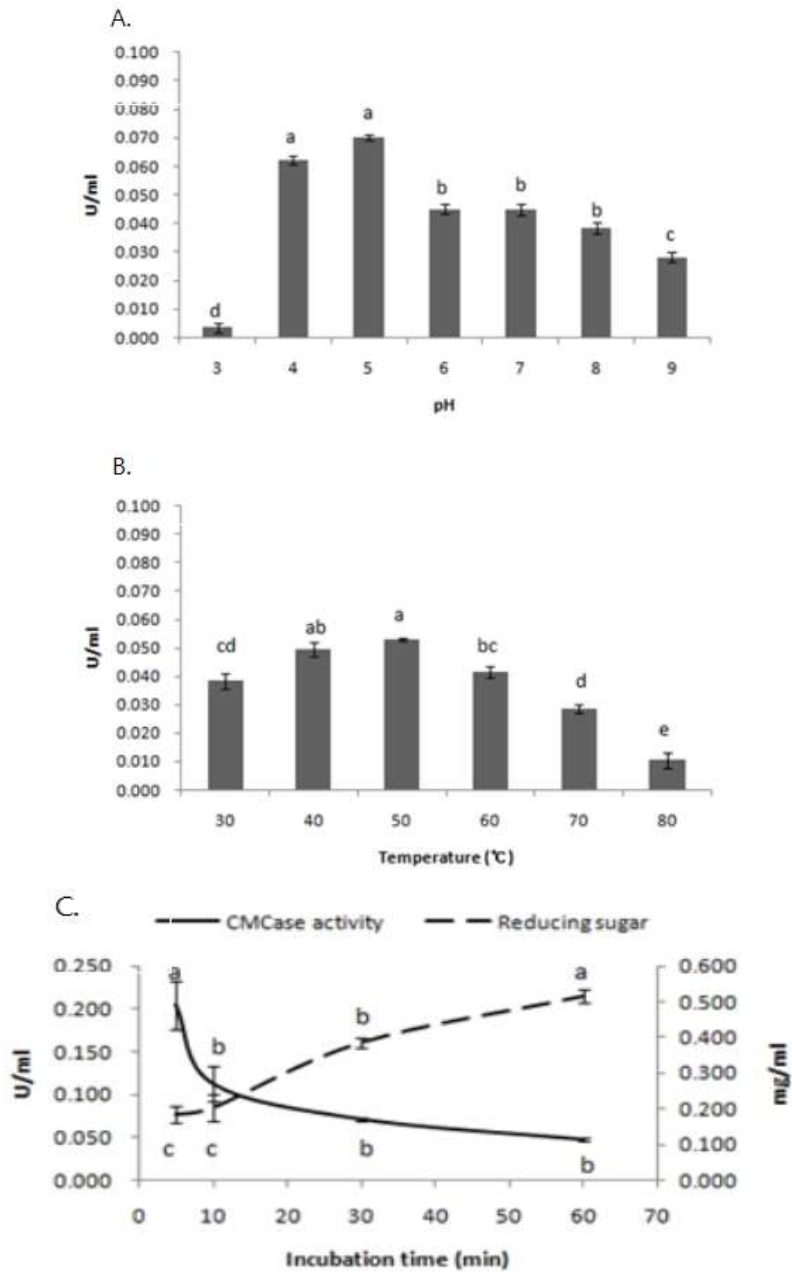 A.
0.100
0.090
0.080
0.070
0.060
0.050
0.040
0.030
0.020
0.010
0.000
U/ml
d
a
a
b
b
b
c
3 4 5 6 7 8 9
pH
B.
0.100
0.090
0.080
0.070
0.060
0.050
0.040
0.030
0.020
0.010
0.000
U/ml
cd
ab
a
bc
d
e
30 40 50 60 70 80
Temperature (℃)
C.
CMCase activity Reducing sugar
0.250
0.200
0.150
0.100
0.050
0.000
U/ml
a
b
b
a
c
c
b
b
0.600
0.500
0.400
0.300
0.200
0.100
0.000
mg/ml
0 10 20 30 40 50 60 70
Incubation time (min)